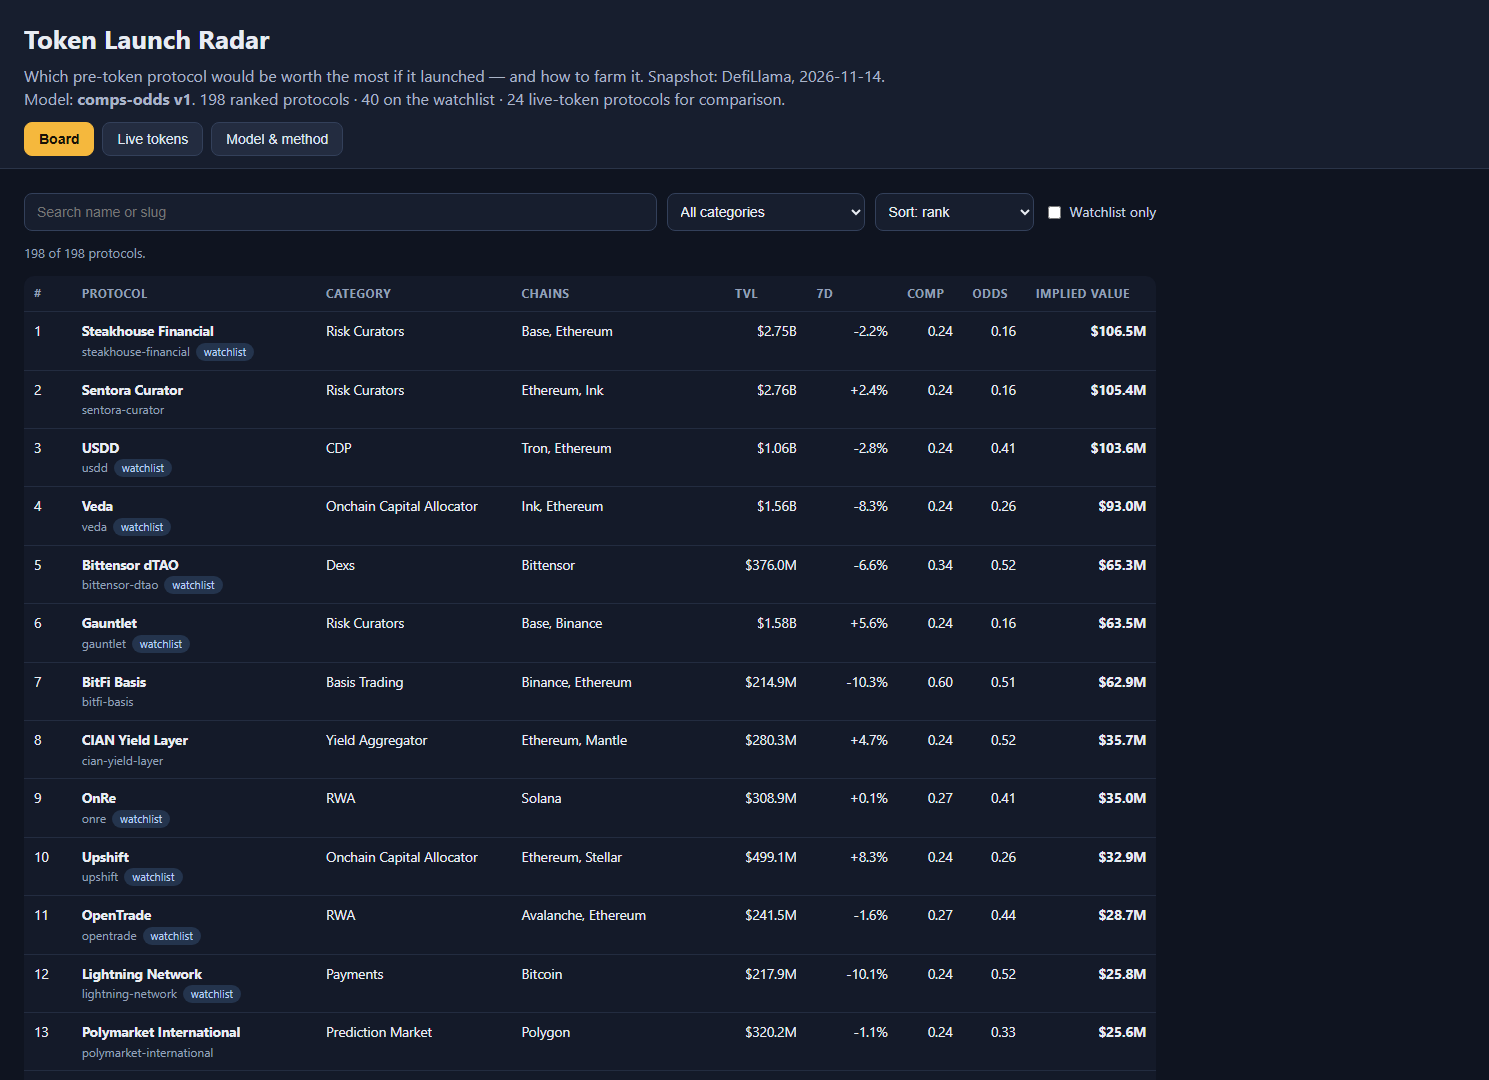 Token Launch Radar
Which pre-token protocol would be worth the most if it launched — and how to farm it. Snapshot: DefiLlama, 2026-11-14.
Model: comps-odds v1. 198 ranked protocols · 40 on the watchlist · 24 live-token protocols for comparison.
Board Live tokens Model & method
Search name or slug All categories Sort: rank Watchlist only
198 of 198 protocols.
# PROTOCOL CATEGORY CHAINS TVL 7D COMP ODDS IMPLIED VALUE
1 Steakhouse Financial Risk Curators Base, Ethereum $2.75B -2.2% 0.24 0.16 $106.5M
steakhouse-financial watchlist
2 Sentora Curator Risk Curators Ethereum, Ink $2.76B +2.4% 0.24 0.16 $105.4M
sentora-curator
3 USDD CDP Tron, Ethereum $1.06B -2.8% 0.24 0.41 $103.6M
usdd watchlist
4 Veda Onchain Capital Allocator Ink, Ethereum $1.56B -8.3% 0.24 0.26 $93.0M
veda watchlist
5 Bittensor dTAO Dexs Bittensor $376.0M -6.6% 0.34 0.52 $65.3M
bittensor-dtao watchlist
6 Gauntlet Risk Curators Base, Binance $1.58B +5.6% 0.24 0.16 $63.5M
gauntlet watchlist
7 BitFi Basis Basis Trading Binance, Ethereum $214.9M -10.3% 0.60 0.51 $62.9M
bitfi-basis
8 CIAN Yield Layer Yield Aggregator Ethereum, Mantle $280.3M +4.7% 0.24 0.52 $35.7M
cian-yield-layer
9 OnRe RWA Solana $308.9M +0.1% 0.27 0.41 $35.0M
onre watchlist
10 Upshift Onchain Capital Allocator Ethereum, Stellar $499.1M +8.3% 0.24 0.26 $32.9M
upshift watchlist
11 OpenTrade RWA Avalanche, Ethereum $241.5M -1.6% 0.27 0.44 $28.7M
opentrade watchlist
12 Lightning Network Payments Bitcoin $217.9M -10.1% 0.24 0.52 $25.8M
lightning-network watchlist
13 Polymarket International Prediction Market Polygon $320.2M -1.1% 0.24 0.33 $25.6M
polymarket-international